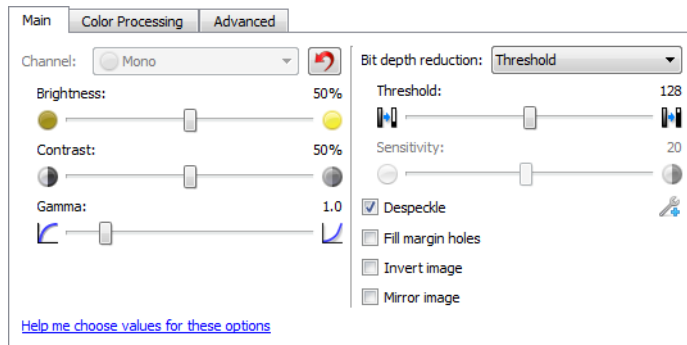 Main Color Processing Advanced
Channel: Mono
Brightness: 50%
Contrast: 50%
Gamma: 1.0
Bit depth reduction: Threshold
Threshold: 128
Sensitivity: 20
Despeckle
Fill margin holes
Invert image
Mirror image
Help me choose values for these options